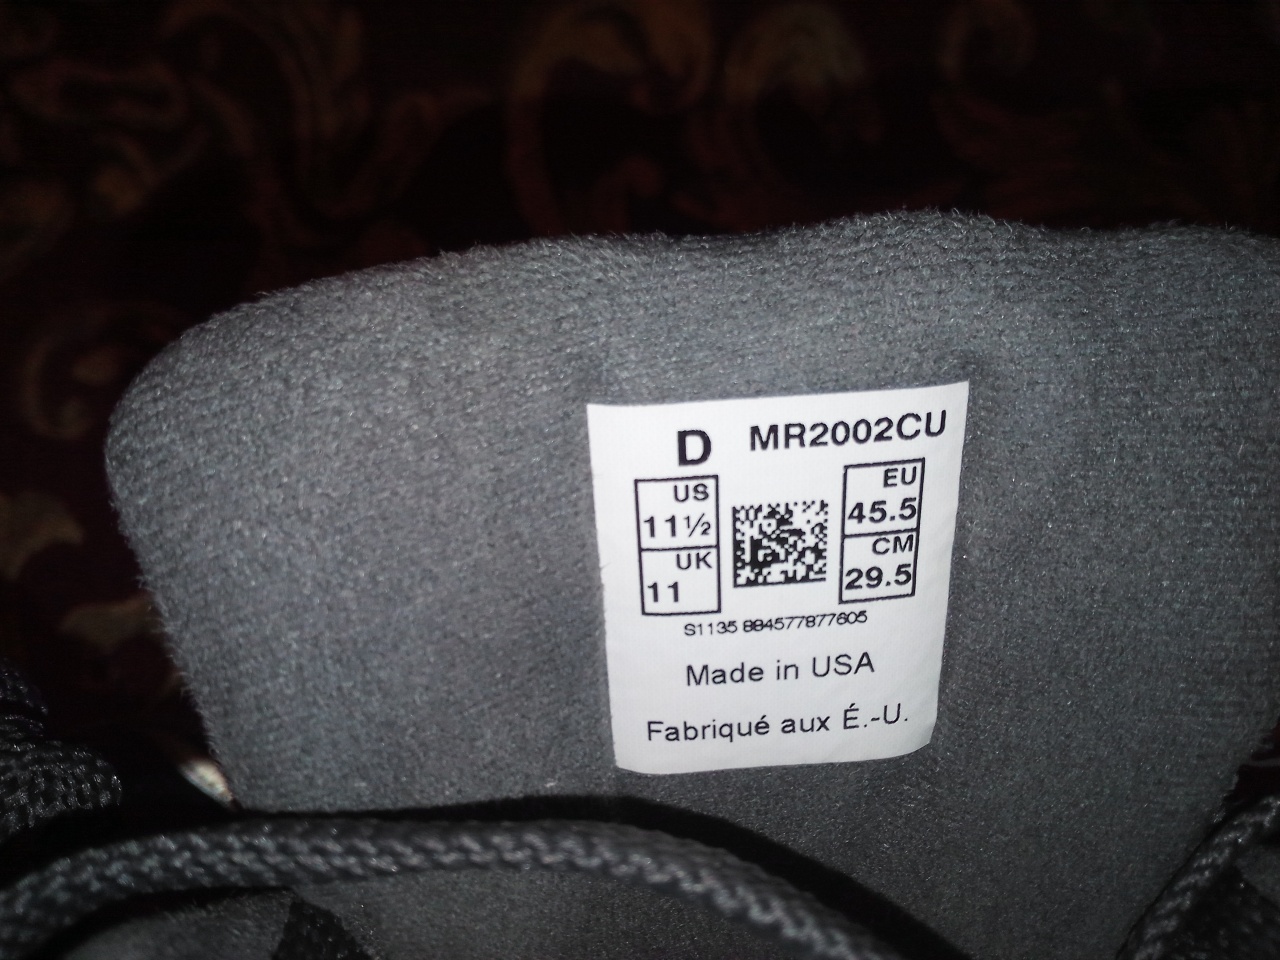 D MR2002CU
US
11½
UK
11
EU
45.5
CM
29.5
S1135 884577877605
Made in USA
Fabriqué aux É.-U.